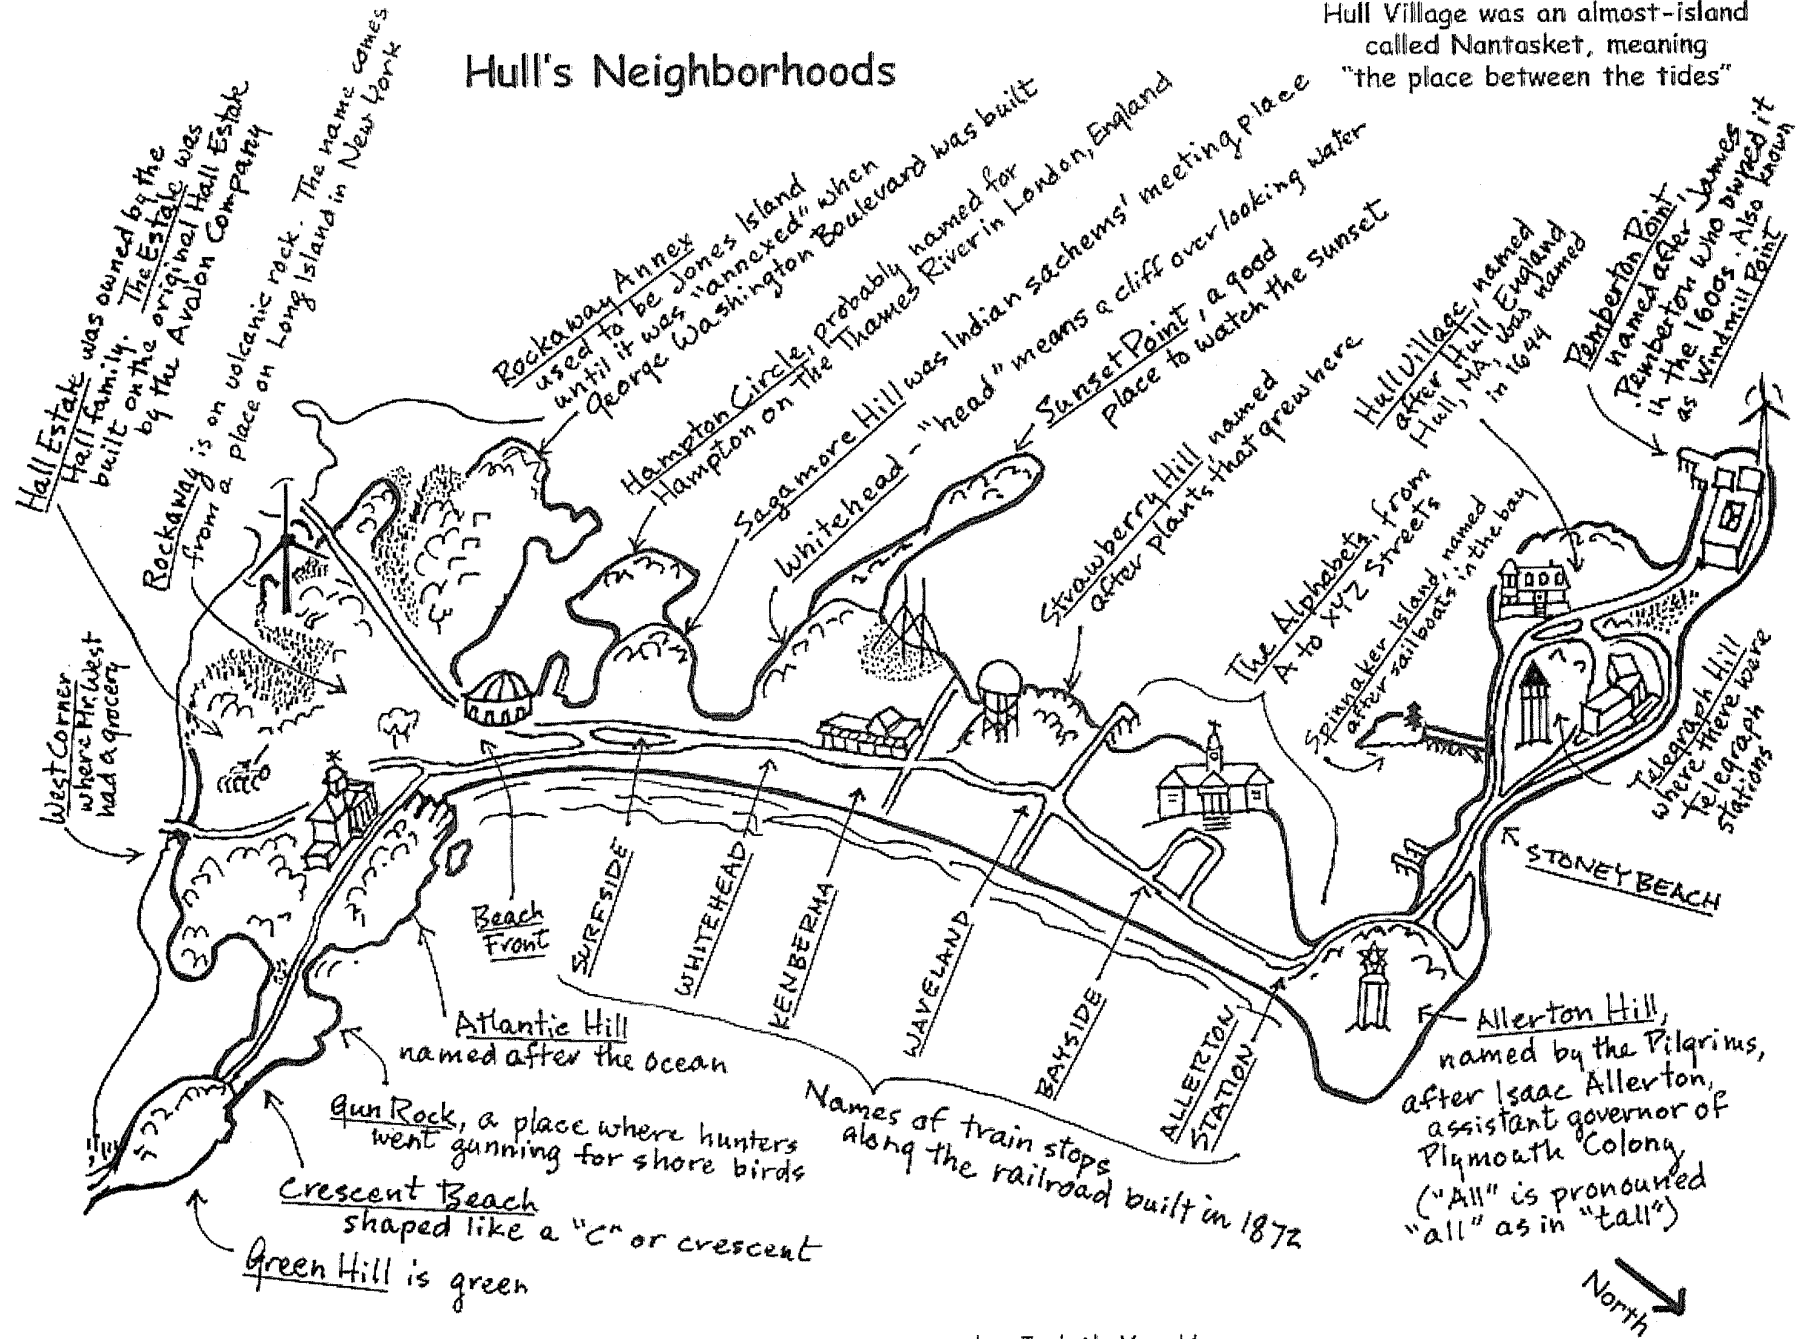 Hull's Neighborhoods
Hull Village was an almost-island
called Nantasket, meaning
"the place between the tides"
Hall Estate was owned by the
Hall family. The Estate was
built on the original Hall Estate
by the Avalon Company
Rockaway is on volcanic rock. The name comes
from a place on Long Island in New York
Rockaway Annex
used to be Jones Island
until it was "annexed" when
George Washington Boulevard was built
Hampton Circle, probably named for
Hampton on the Thames River in London, England
Sagamore Hill was Indian sachems' meeting place
Whitehead - "head" means a cliff over looking water
Sunset Point, a good
place to watch the sunset
Strawberry Hill, named
after plants that grew here
The Alphabets, from
A to XYZ Streets
Spinnaker Island, named
after sailboats in the bay
Hull Village, named
after Hull England
Hull, MA, was named
in 1644
Pemberton Point,
named after James
Pemberton who owned it
in the 1600s. Also known
as Windmill Point
Telegraph Hill
where there were
telegraph
stations
STONEY BEACH
West Corner
where Mr. West
had a grocery
Beach
Front
SURFSIDE
WHITEHEAD
KENBERMA
WAVELAND
BAYSIDE
ALLERTON
STATION
Names of train stops
along the railroad built in 1872
Atlantic Hill
named after the ocean
Gun Rock, a place where hunters
went gunning for shore birds
Crescent Beach
shaped like a "C" or crescent
Green Hill is green
Allerton Hill,
named by the Pilgrims,
after Isaac Allerton,
assistant governor of
Plymouth Colony
("All" is pronouned
"all" as in "tall")
North